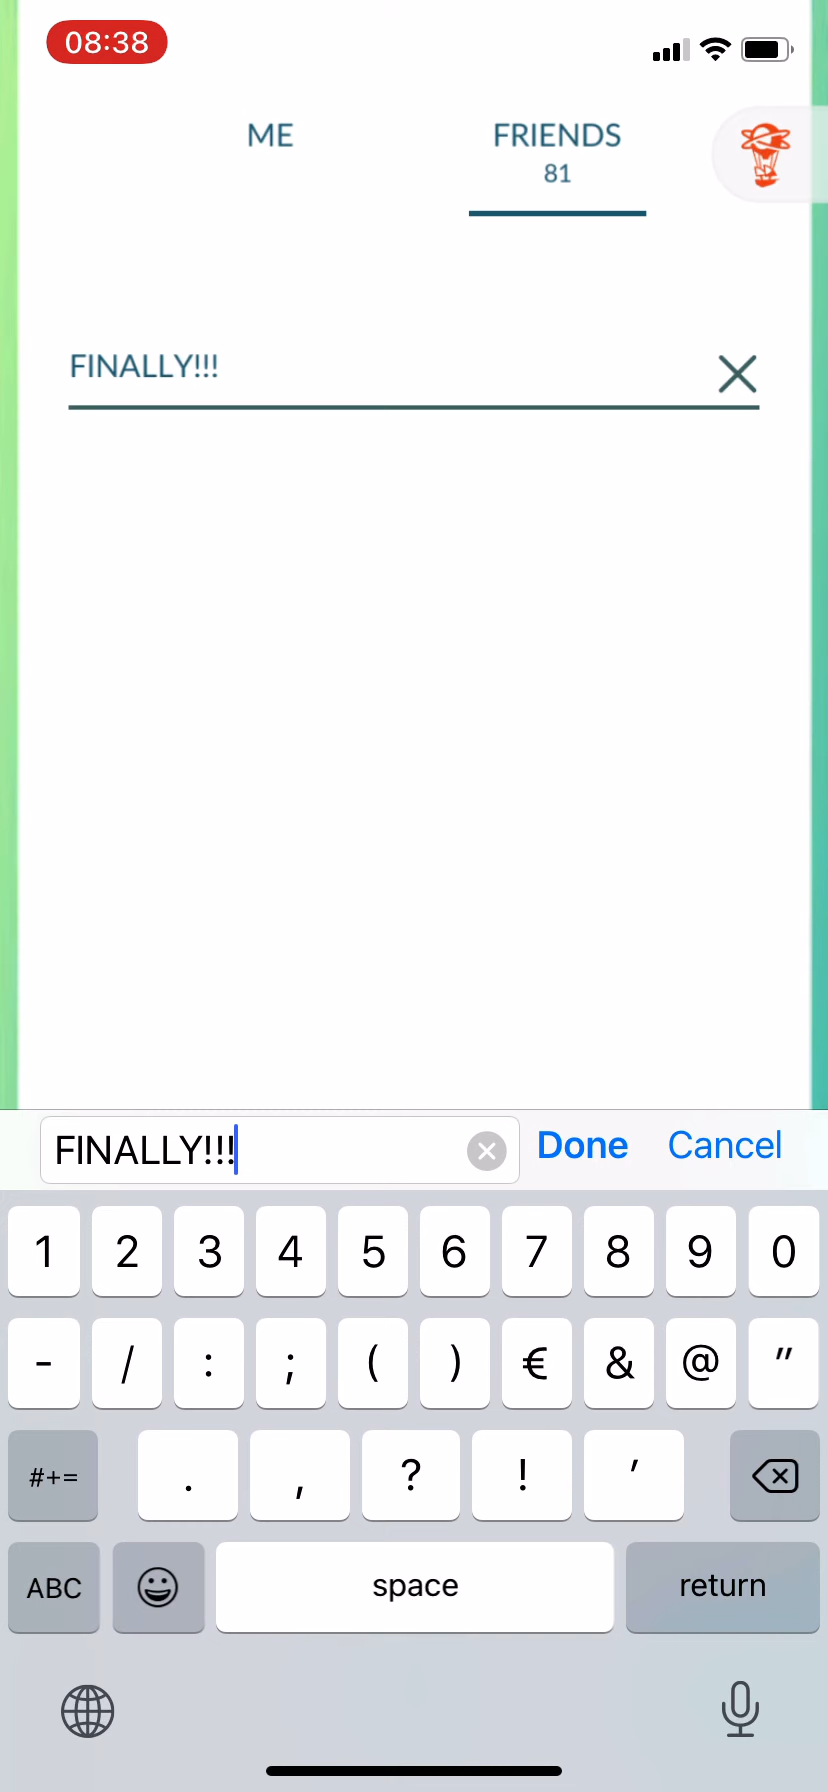 08:38
ME
FRIENDS
81
FINALLY!!!
FINALLY!!!
Done
Cancel
1 2 3 4 5 6 7 8 9 0
- / : ; ( ) € & @ "
#+= . , ? ! '
ABC space return